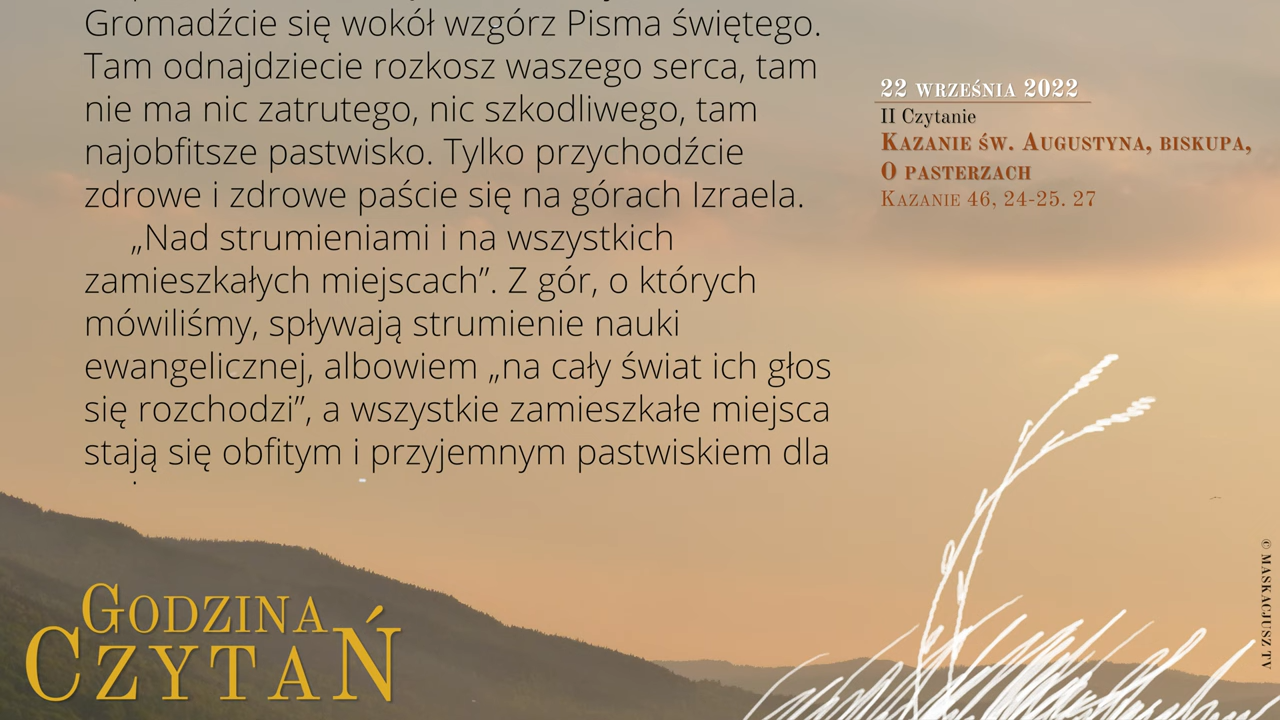 Gromadźcie się wokół wzgórz Pisma świętego.
Tam odnajdziecie rozkosz waszego serca, tam
nie ma nic zatrutego, nic szkodliwego, tam
najobfitsze pastwisko. Tylko przychodźcie
zdrowe i zdrowe paście się na górach Izraela.
„Nad strumieniami i na wszystkich
zamieszkałych miejscach”. Z gór, o których
mówiliśmy, spływają strumienie nauki
ewangelicznej, albowiem „na cały świat ich głos
się rozchodzi”, a wszystkie zamieszkałe miejsca
stają się obfitym i przyjemnym pastwiskiem dla
22 września 2022
II Czytanie
Kazanie św. Augustyna, biskupa,
O pasterzach
Kazanie 46, 24-25. 27
Godzina
Czytań
© Maskacjusz TV